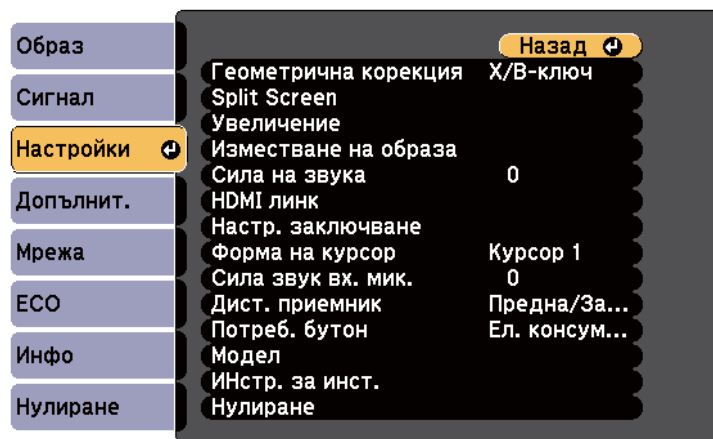 Образ
Сигнал
Настройки
Допълнит.
Мрежа
ECO
Инфо
Нулиране
Назад
Геометрична корекция Х/В-ключ
Split Screen
Увеличение
Изместване на образа
Сила на звука 0
HDMI линк
Настр. заключване
Форма на курсор Курсор 1
Сила звук вх. мик. 0
Дист. приемник Предна/За...
Потреб. бутон Ел. консум...
Модел
ИНстр. за инст.
Нулиране